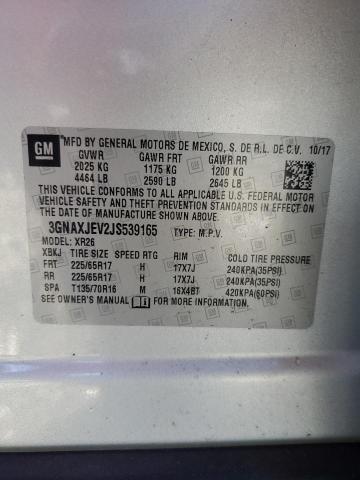 GM
MFD BY GENERAL MOTORS DE MEXICO, S. DE R.L. DE C.V. 10/17
GVWR GAWR FRT GAWR RR
2025 KG 1175 KG 1200 KG
4464 LB 2590 LB 2645 LB
THIS VEHICLE CONFORMS TO ALL APPLICABLE U.S. FEDERAL MOTOR
VEHICLE SAFETY, BUMPER, AND THEFT PREVENTION STANDARDS IN
EFFECT ON THE DATE OF MANUFACTURE SHOWN ABOVE.
3GNAXJEV2JS539165 TYPE: M.P.V.
MODEL: XR26
XBKJ TIRE SIZE SPEED RTG RIM COLD TIRE PRESSURE
FRT 225/65R17 H 17X7J 240KPA(35PSI)
RR 225/65R17 H 17X7J 240KPA(35PSI)
SPA T135/70R16 M 16X4BT 420KPA(60PSI)
SEE OWNER'S MANUAL FOR ADDITIONAL INFORMATION.